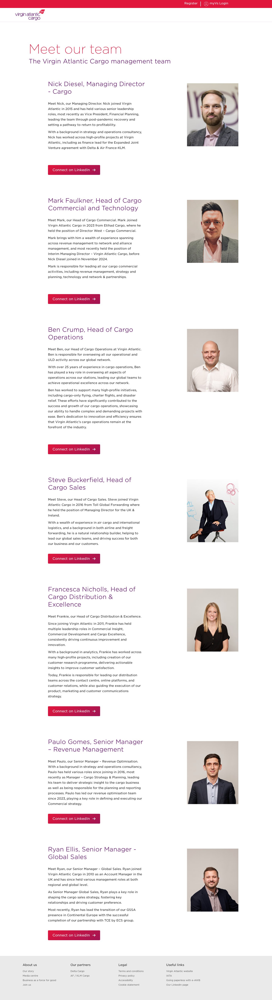 Register
myVs Login
virgin atlantic
cargo
Meet our team
The Virgin Atlantic Cargo management team
Nick Diesel, Managing Director
- Cargo
Meet Nick, our Managing Director. Nick joined Virgin
Atlantic in 2015 and has held various senior leadership
roles, most recently as Vice President, Financial Planning,
leading the team through post-pandemic recovery and
setting a pathway to return to profitability.
With a background in strategy and operations consultancy,
Nick has worked across high-profile projects at Virgin
Atlantic, including as finance lead for the Expanded Joint
Venture agreement with Delta & Air France-KLM.
Connect on LinkedIn
Mark Faulkner, Head of Cargo
Commercial and Technology
Meet Mark, our Head of Cargo Commercial. Mark Joined
Virgin Atlantic Cargo in 2023 from Etihad Cargo, where he
held the position of Director West – Cargo Commercial.
Mark brings with him a wealth of experience spanning
across revenue management to network and alliance
management, and most recently held the position of
Interim Managing Director – Virgin Atlantic Cargo, before
Nick Diesel joined in November 2024.
Mark is responsible for leading all our cargo commercial
activities, including revenue management, strategy and
planning, technology and network & partnerships.
Connect on LinkedIn
Ben Crump, Head of Cargo
Operations
Meet Ben, our Head of Cargo Operations at Virgin Atlantic.
Ben is responsible for overseeing all our operational and
ULD activity across our global network.
With over 25 years of experience in cargo operations, Ben
has played a key role in overseeing all aspects of
operations across our stations, leading our global teams to
achieve operational excellence across our network.
Ben has worked to support many high-profile initiatives,
including cargo-only flying, charter flights, and disaster
relief. These efforts have significantly contributed to the
success and growth of our cargo operations, showcasing
our ability to handle complex and demanding projects with
ease. Ben's dedication to innovation and efficiency ensures
that Virgin Atlantic's cargo operations remain at the
forefront of the industry.
Connect on LinkedIn
Steve Buckerfield, Head of
Cargo Sales
Meet Steve, our Head of Cargo Sales. Steve joined Virgin
Atlantic Cargo in 2016 from Toll Global Forwarding where
he held the position of Managing Director for the UK &
Ireland.
With a wealth of experience in air cargo and international
logistics, and a background in both airline and freight
forwarding, he is a natural relationship builder, helping to
lead our global sales teams, and driving success for both
our business and our customers.
Connect on LinkedIn
Francesca Nicholls, Head of
Cargo Distribution &
Excellence
Meet Frankie, our Head of Cargo Distribution & Excellence.
Since joining Virgin Atlantic in 2011, Frankie has held
multiple leadership roles in Commercial Insight,
Commercial Development and Cargo Excellence,
consistently driving continuous improvement and
innovation.
With a background in analytics, Frankie has worked across
many high-profile projects, including creation of our
customer research programme, delivering actionable
insights to improve customer satisfaction.
Today, Frankie is responsible for leading our distribution
teams across the contact centre, online platforms, and
customer relations, while also guiding the execution of our
product, marketing and customer communications
strategy.
Connect on LinkedIn
Paulo Gomes, Senior Manager
– Revenue Management
Meet Paulo, our Senior Manager – Revenue Optimisation.
With a background in strategy and operations consultancy,
Paulo has held various roles since joining in 2016, most
recently as Manager – Cargo Strategy & Planning, leading
his team to deliver strategic insight to the cargo business
as well as being responsible for the planning and reporting
processes. Paulo has led our revenue optimisation team
since 2023, playing a key role in defining and executing our
Commercial strategy.
Connect on LinkedIn
Ryan Ellis, Senior Manager -
Global Sales
Meet Ryan, our Senior Manager – Global Sales. Ryan joined
Virgin Atlantic Cargo in 2010 as an Account Manager in the
UK and has since held various management roles at both
regional and global level.
As Senior Manager Global Sales, Ryan plays a key role in
shaping the cargo sales strategy, fostering key
relationships and driving customer preference.
Most recently, Ryan has lead the transition of our GSSA
presence in Continental Europe with the successful
completion of our partnership with TCE by ECS group.
Connect on LinkedIn
About us
Our story
Media centre
Business as a force for good
Join us
Our partners
Delta Cargo
AF / KLM Cargo
Legal
Terms and conditions
Privacy policy
Accessibility
Cookie statement
Useful links
Virgin Atlantic website
IATA
Going paperless with e-AWB
Our LinkedIn page